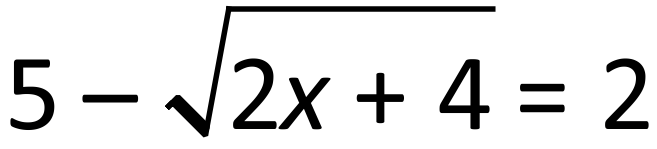 5 − √(2x + 4) = 2